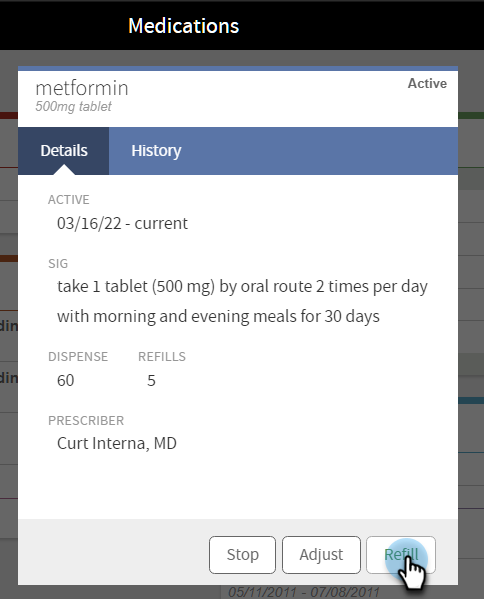 Medications
metformin
Active
500mg tablet
Details
History
ACTIVE
03/16/22 - current
SIG
take 1 tablet (500 mg) by oral route 2 times per day
with morning and evening meals for 30 days
DISPENSE
REFILLS
60
5
PRESCRIBER
Curt Interna, MD
Stop
Adjust
Refill
05/11/2011 - 07/08/2011